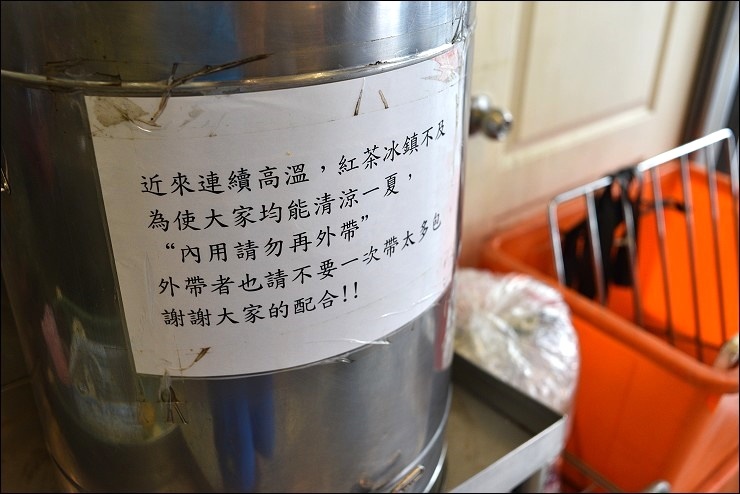 近來連續高溫，紅茶冰鎮不及
為使大家均能清涼一夏，
“內用請勿再外帶”
外帶者也請不要一次帶太多也
謝謝大家的配合!!